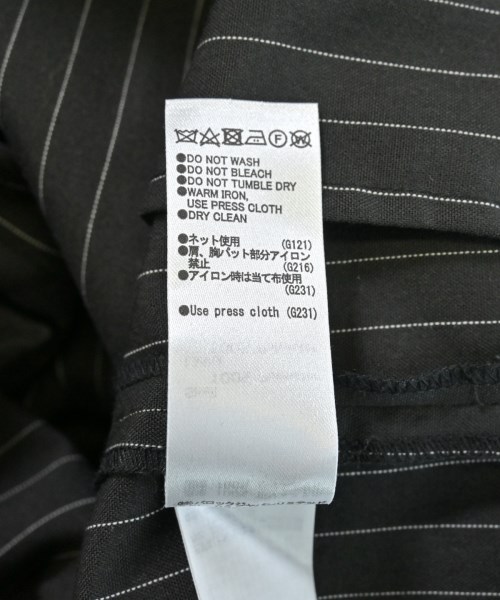 F W
●DO NOT WASH
●DO NOT BLEACH
●DO NOT TUMBLE DRY
●WARM IRON,
USE PRESS CLOTH
●DRY CLEAN
●ネット使用 (G121)
●肩、胸パット部分アイロン
禁止 (G216)
●アイロン時は当て布使用
(G231)
●Use press cloth (G231)